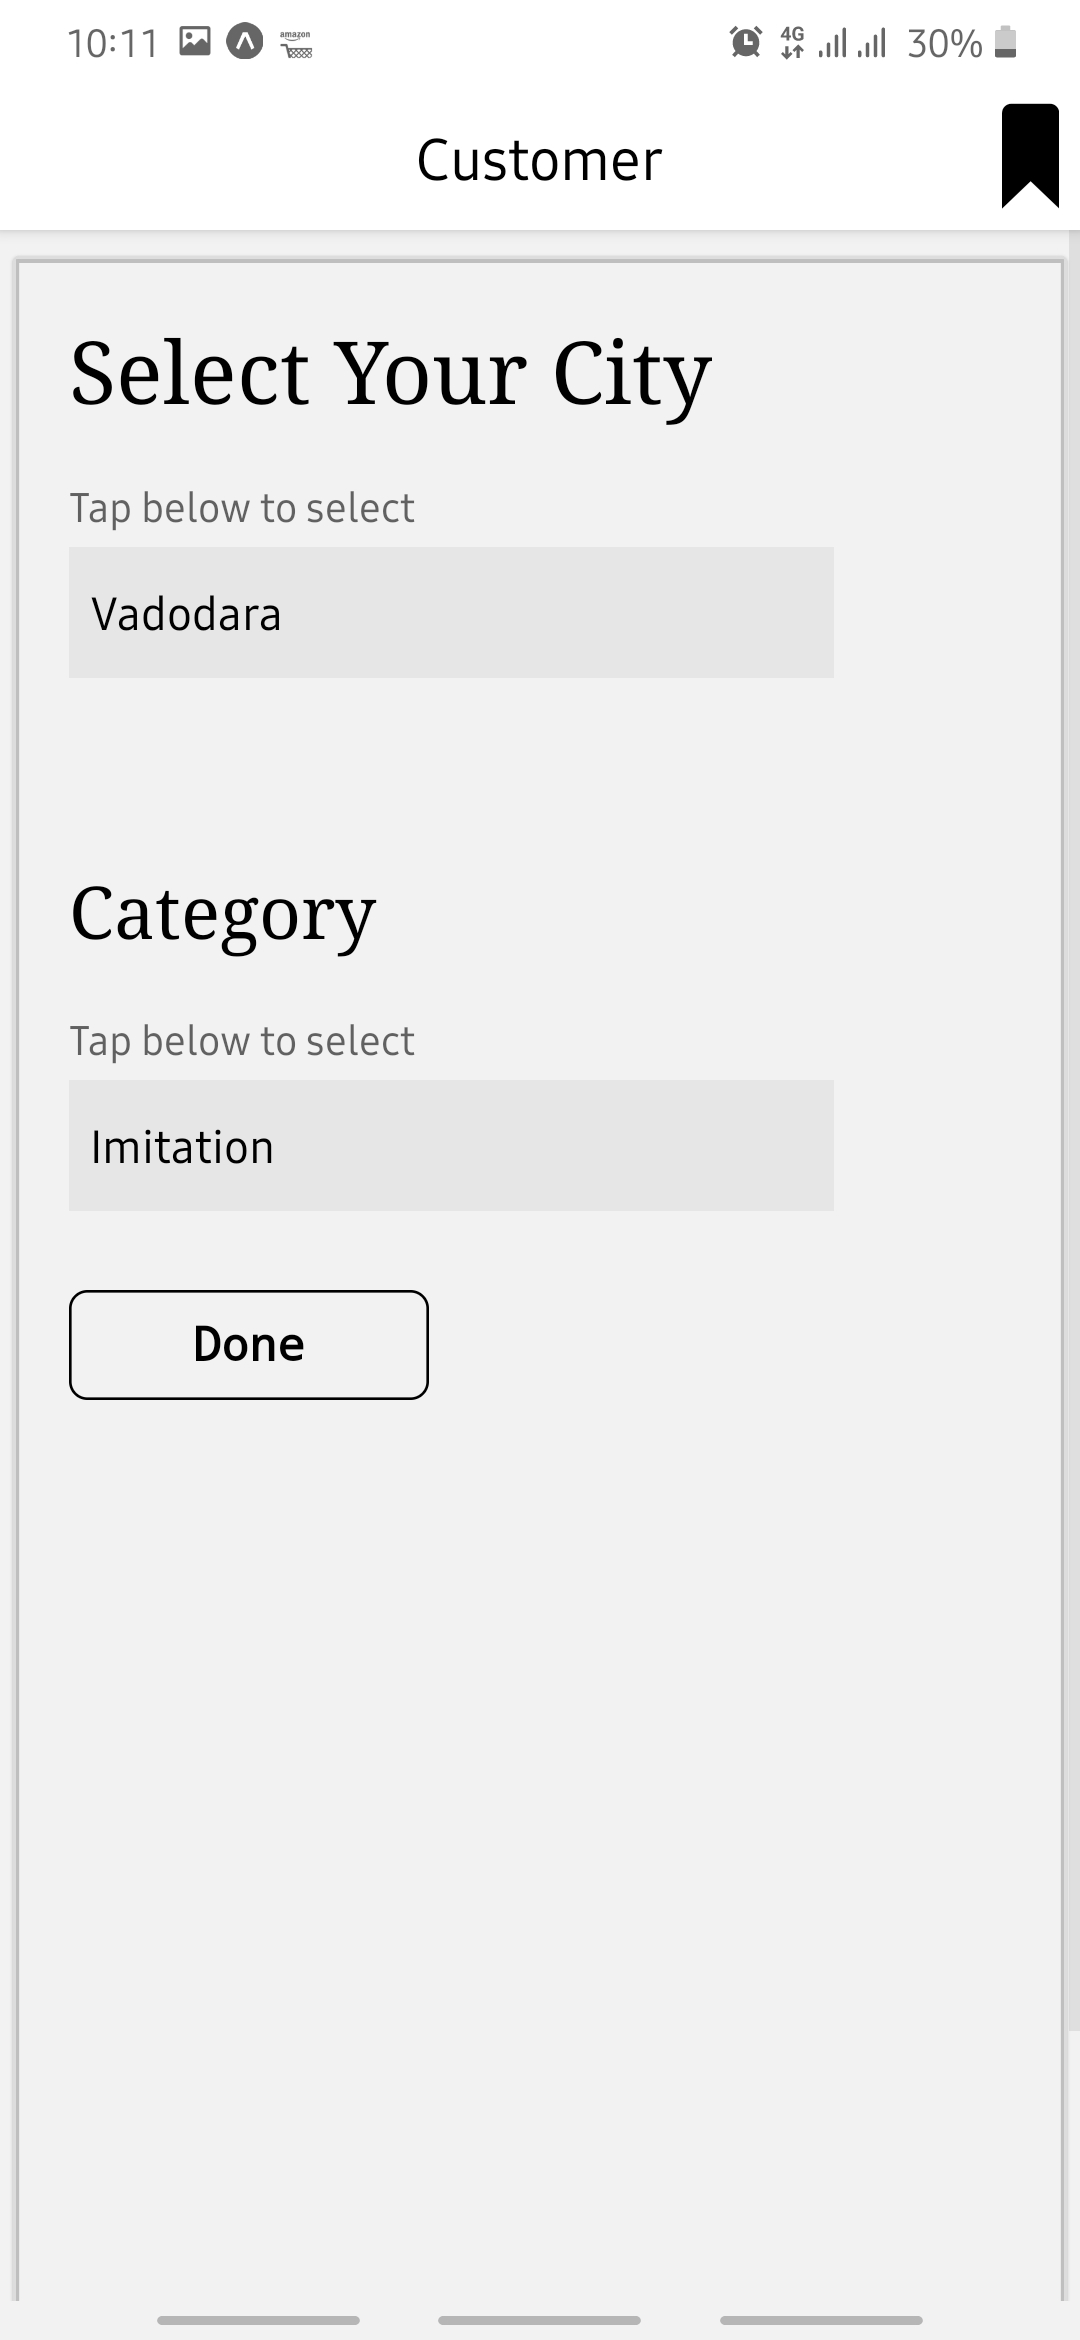 10:11 amazon 4G 30%
Customer
Select Your City
Tap below to select
Vadodara
Category
Tap below to select
Imitation
Done